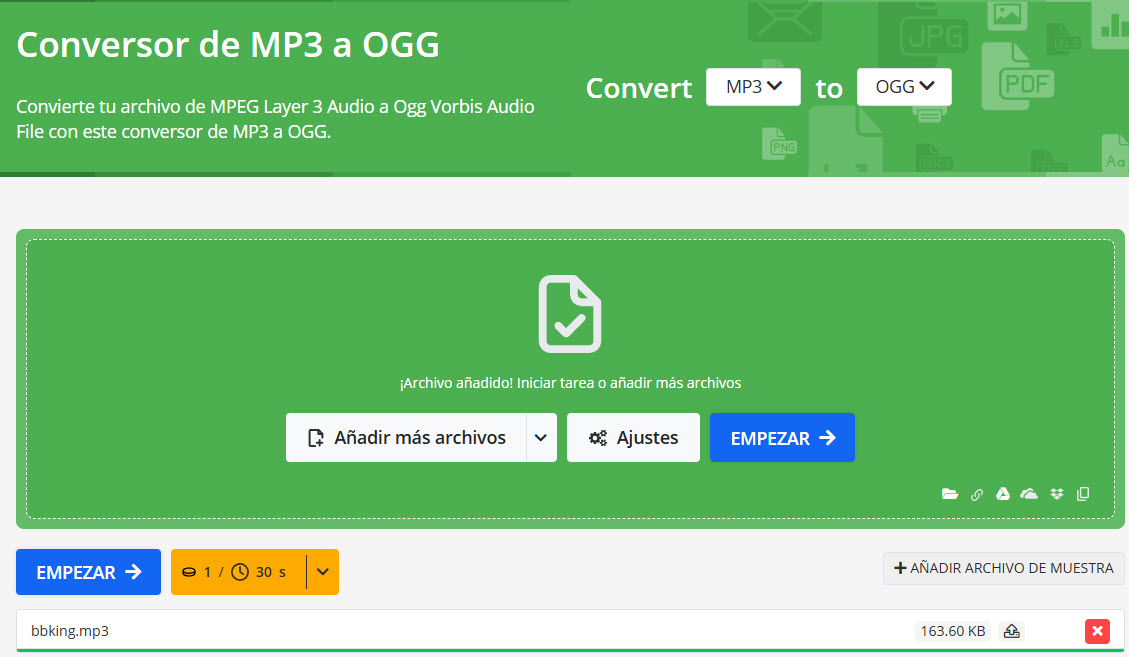 Conversor de MP3 a OGG
Convierte tu archivo de MPEG Layer 3 Audio a Ogg Vorbis Audio
File con este conversor de MP3 a OGG.
Convert MP3 to OGG
JPG
XLS
PDF
PNG
DOCX
Aa
¡Archivo añadido! Iniciar tarea o añadir más archivos
Añadir más archivos
Ajustes
EMPEZAR
EMPEZAR
1 / 30 s
+ AÑADIR ARCHIVO DE MUESTRA
bbking.mp3
163.60 KB